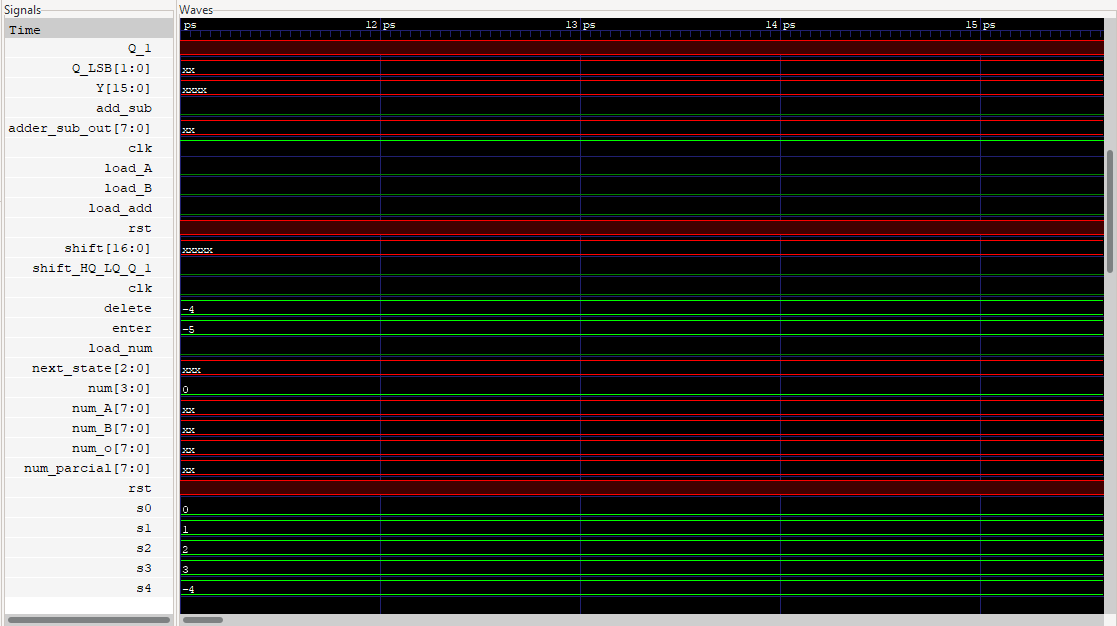 Signals
Waves
Time
ps 12 ps 13 ps 14 ps 15 ps
Q_1
Q_LSB[1:0] xx
Y[15:0] xxxx
add_sub
adder_sub_out[7:0] xx
clk
load_A
load_B
load_add
rst
shift[16:0] xxxxx
shift_HQ_LQ_Q_1
clk
delete -4
enter -5
load_num
next_state[2:0] xxx
num[3:0] 0
num_A[7:0] xx
num_B[7:0] xx
num_o[7:0] xx
num_parcial[7:0] xx
rst
s0 0
s1 1
s2 2
s3 3
s4 -4